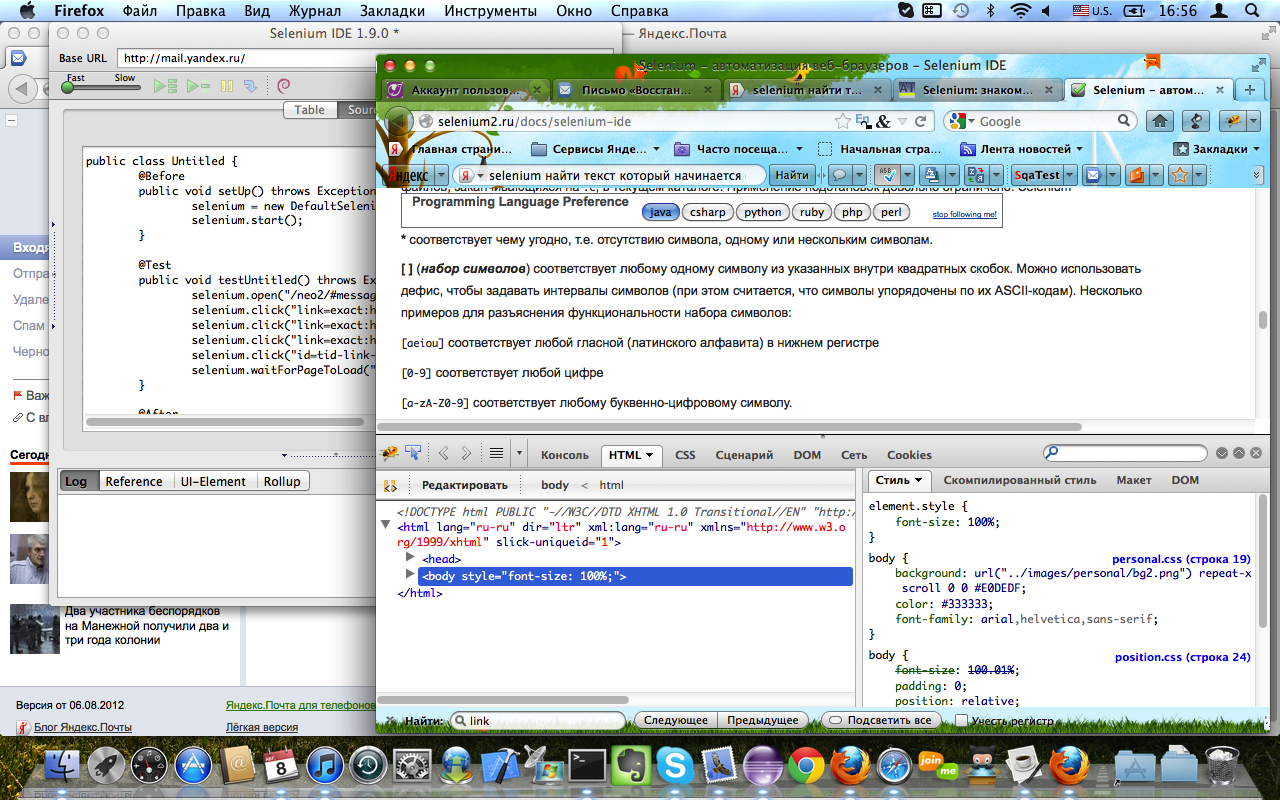 Firefox Файл Правка Вид Журнал Закладки Инструменты Окно Справка U.S. 16:56
Selenium IDE 1.9.0 *
— Яндекс.Почта
Base URL http://mail.yandex.ru/
Fast Slow
Table Sourc
public class Untitled {
@Before
public void setUp() throws Exception
selenium = new DefaultSeleni
selenium.start();
}
@Test
public void testUntitled() throws Ex
selenium.open("/neo2/#messag
selenium.click("link=exact:h
selenium.click("link=exact:h
selenium.click("link=exact:h
selenium.click("id=tid-link-
selenium.waitForPageToLoad("
}
@After
Log Reference UI-Element Rollup
Входя
Отпра
Удале
Спам
Черно
Важ
С вл
Сегод
Два участника беспорядков
на Манежной получили два и
три года колонии
Версия от 06.08.2012 Яндекс.Почта для телефонов
Блог Яндекс.Почты Лёгкая версия
Selenium – автоматизация веб-браузеров – Selenium IDE
Аккаунт пользов... Письмо «Восстан... selenium найти т... Selenium: знаком... Selenium – автом...
selenium2.ru/docs/selenium-ide Google
Главная страни... Сервисы Янде... Часто посеща... Начальная стра... Лента новостей Закладки
Яндекс selenium найти текст который начинается Найти SqaTest
Programming Language Preference java csharp python ruby php perl stop following me!
* соответствует чему угодно, т.е. отсутствию символа, одному или нескольким символам.
[ ] (набор символов) соответствует любому одному символу из указанных внутри квадратных скобок. Можно использовать
дефис, чтобы задавать интервалы символов (при этом считается, что символы упорядочены по их ASCII-кодам). Несколько
примеров для разъяснения функциональности набора символов:
[aeiou] соответствует любой гласной (латинского алфавита) в нижнем регистре
[0-9] соответствует любой цифре
[a-zA-Z0-9] соответствует любому буквенно-цифровому символу.
Консоль HTML CSS Сценарий DOM Сеть Cookies
Редактировать body < html
<!DOCTYPE html PUBLIC "-//W3C//DTD XHTML 1.0 Transitional//EN" "http:/
<html lang="ru-ru" dir="ltr" xml:lang="ru-ru" xmlns="http://www.w3.o
rg/1999/xhtml" slick-uniqueid="1">
<head>
<body style="font-size: 100%;">
</html>
Стиль Скомпилированный стиль Макет DOM
element.style {
font-size: 100%;
}
body { personal.css (строка 19)
background: url("../images/personal/bg2.png") repeat-x
scroll 0 0 #E0DEDF;
color: #333333;
font-family: arial,helvetica,sans-serif;
}
body { position.css (строка 24)
font-size: 100.01%;
padding: 0;
position: relative;
Найти: link Следующее Предыдущее Подсветить все Учесть регистр
8
join
me